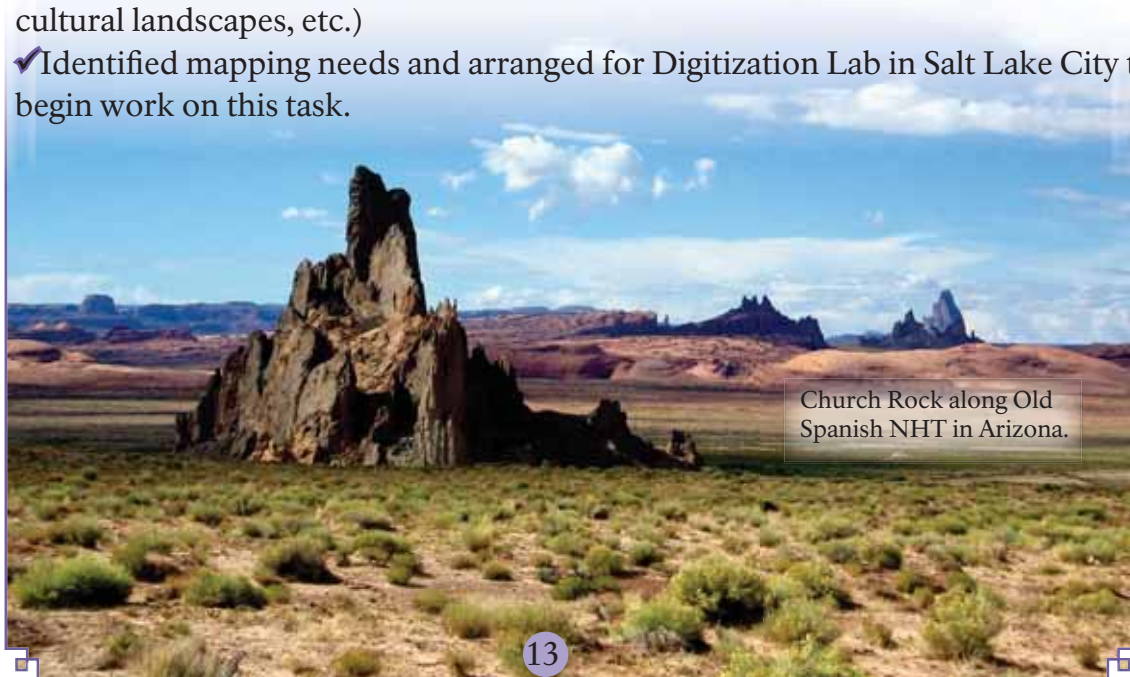 cultural landscapes, etc.)
✓Identified mapping needs and arranged for Digitization Lab in Salt Lake City
begin work on this task.
Church Rock along Old
Spanish NHT in Arizona.
13